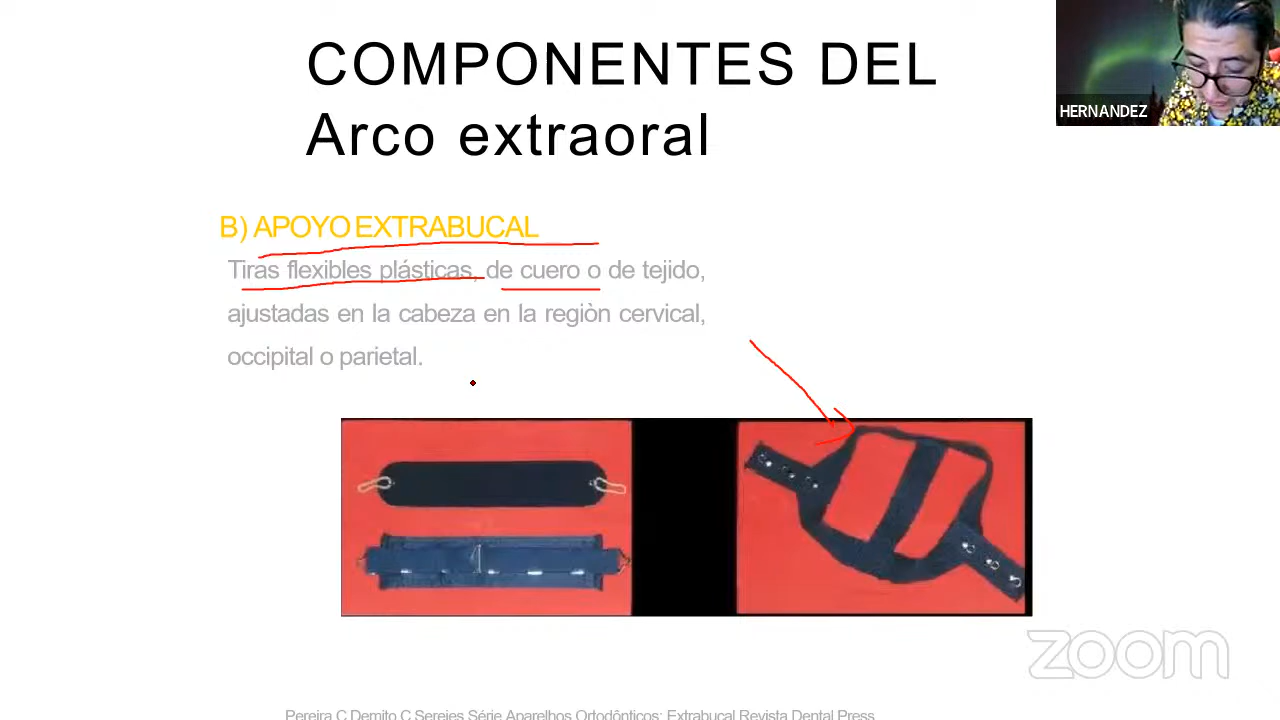 COMPONENTES DEL
Arco extraoral
HERNANDEZ
B) APOYO EXTRABUCAL
Tiras flexibles plásticas, de cuero o de tejido,
ajustadas en la cabeza en la regiòn cervical,
occipital o parietal.
zoom
Pereira C Demito C Serejes Série Aparelhos Ortodônticos: Extrabucal Revista Dental Press